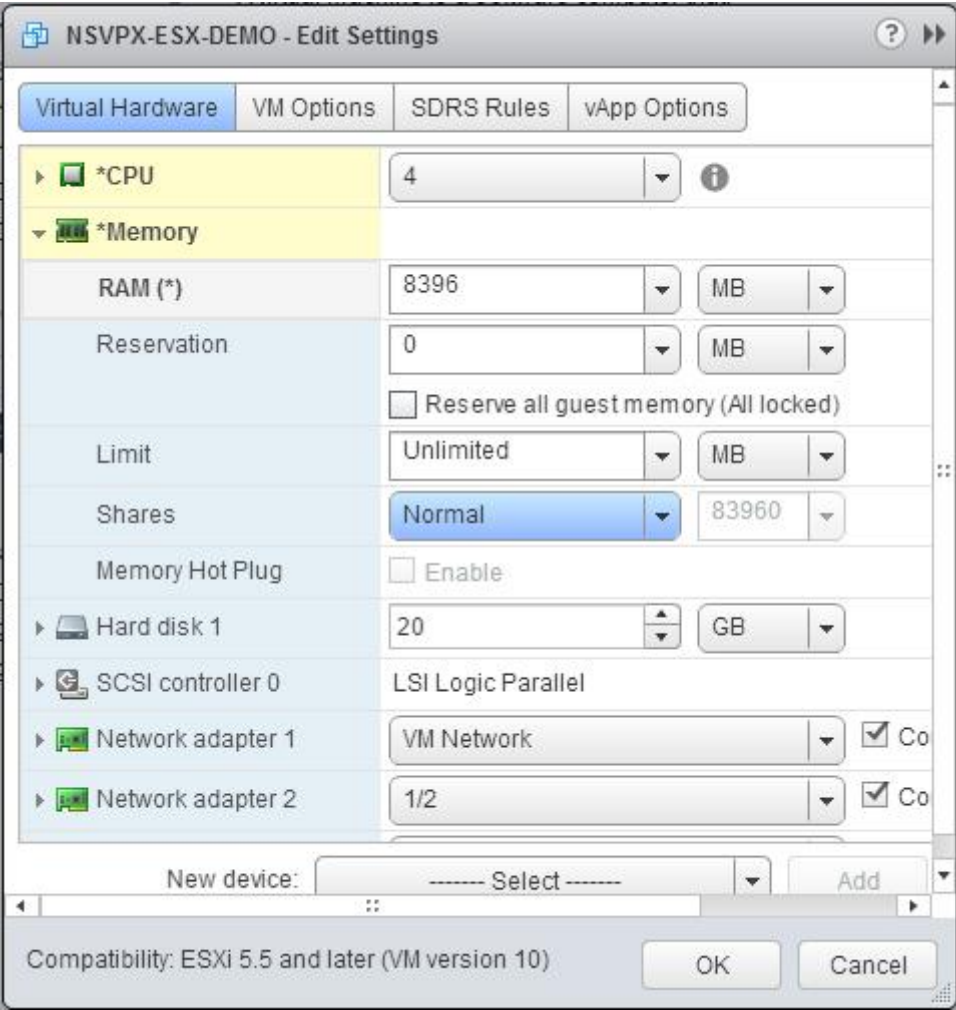 NSVPX-ESX-DEMO - Edit Settings
Virtual Hardware VM Options SDRS Rules vApp Options
*CPU 4
*Memory
RAM (*) 8396 MB
Reservation 0 MB
Reserve all guest memory (All locked)
Limit Unlimited MB
Shares Normal 83960
Memory Hot Plug Enable
Hard disk 1 20 GB
SCSI controller 0 LSI Logic Parallel
Network adapter 1 VM Network Co
Network adapter 2 1/2 Co
New device: ------- Select ------- Add
Compatibility: ESXi 5.5 and later (VM version 10) OK Cancel